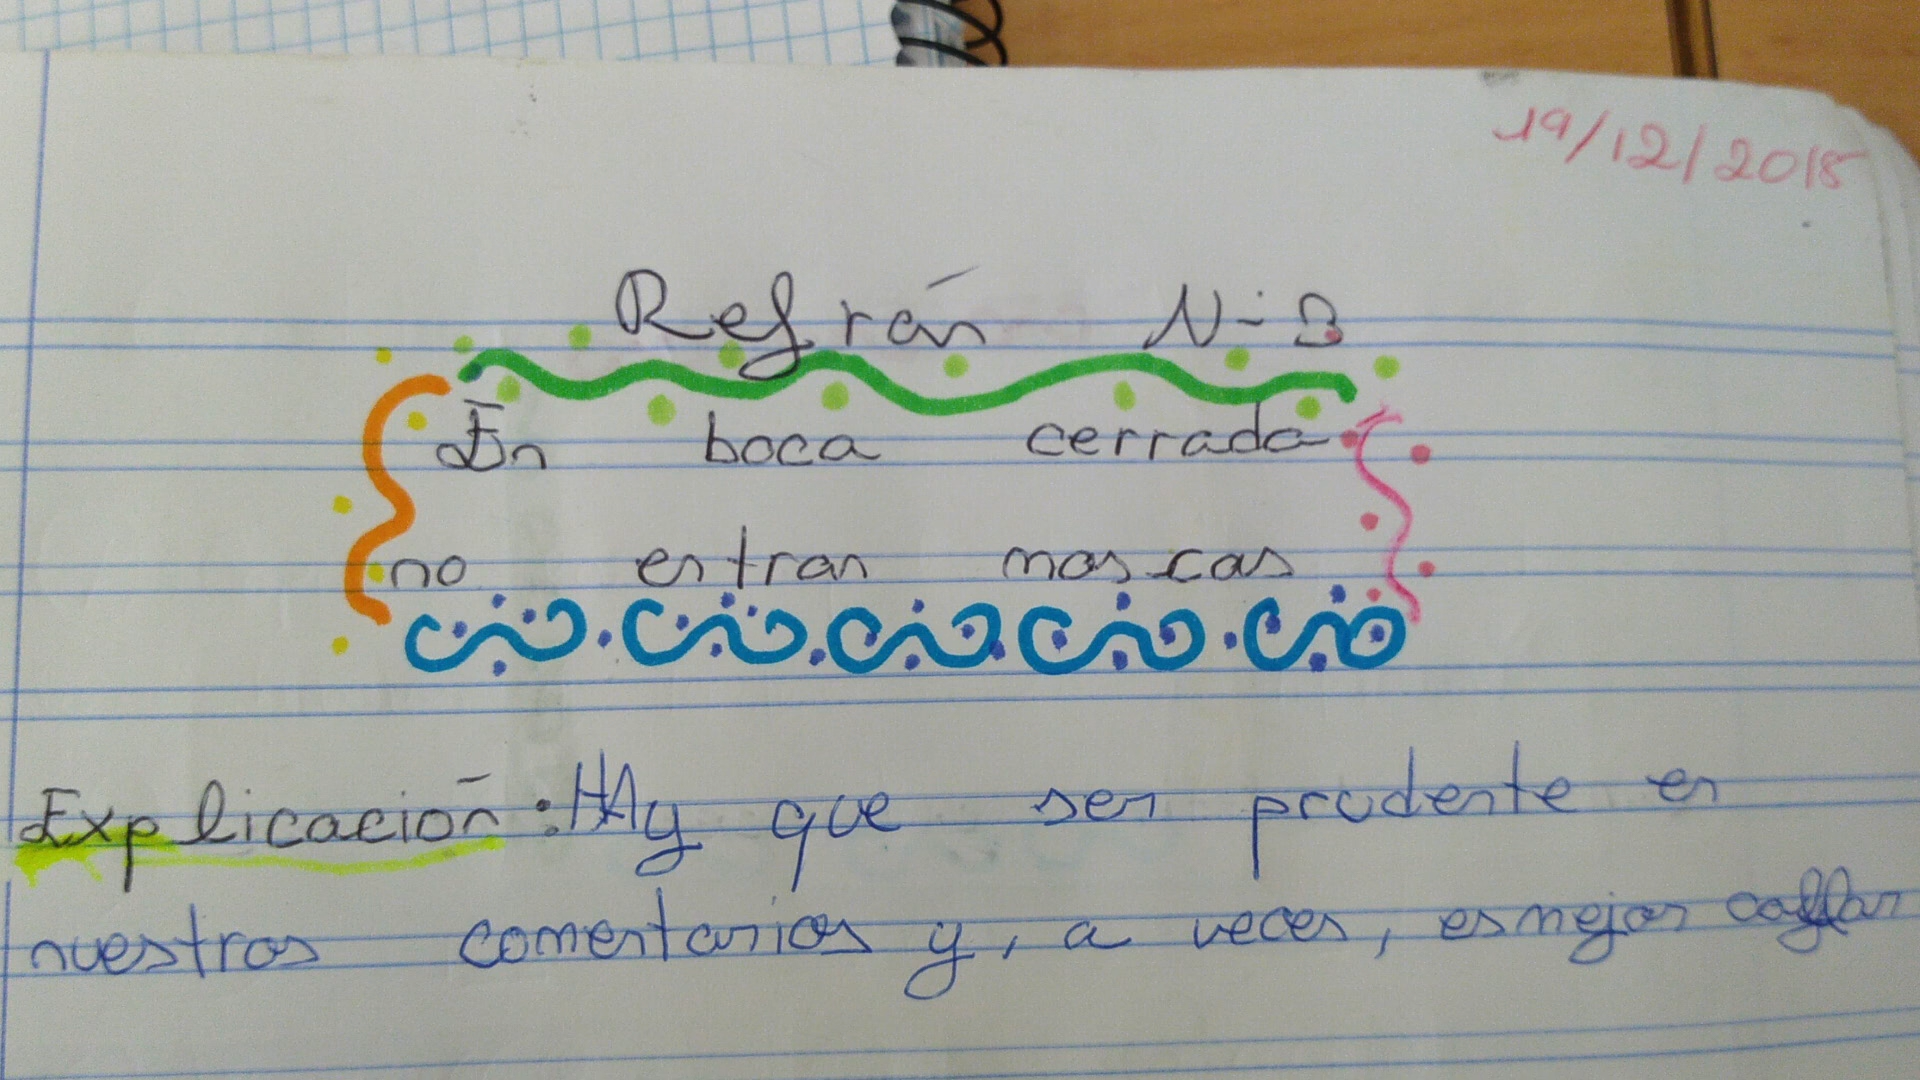 19/12/2018
Refrán N-3
En boca cerrada
no entran moscas
Explicación: HAy que ser prudente en
nuestros comentarios y, a veces, es mejor callar